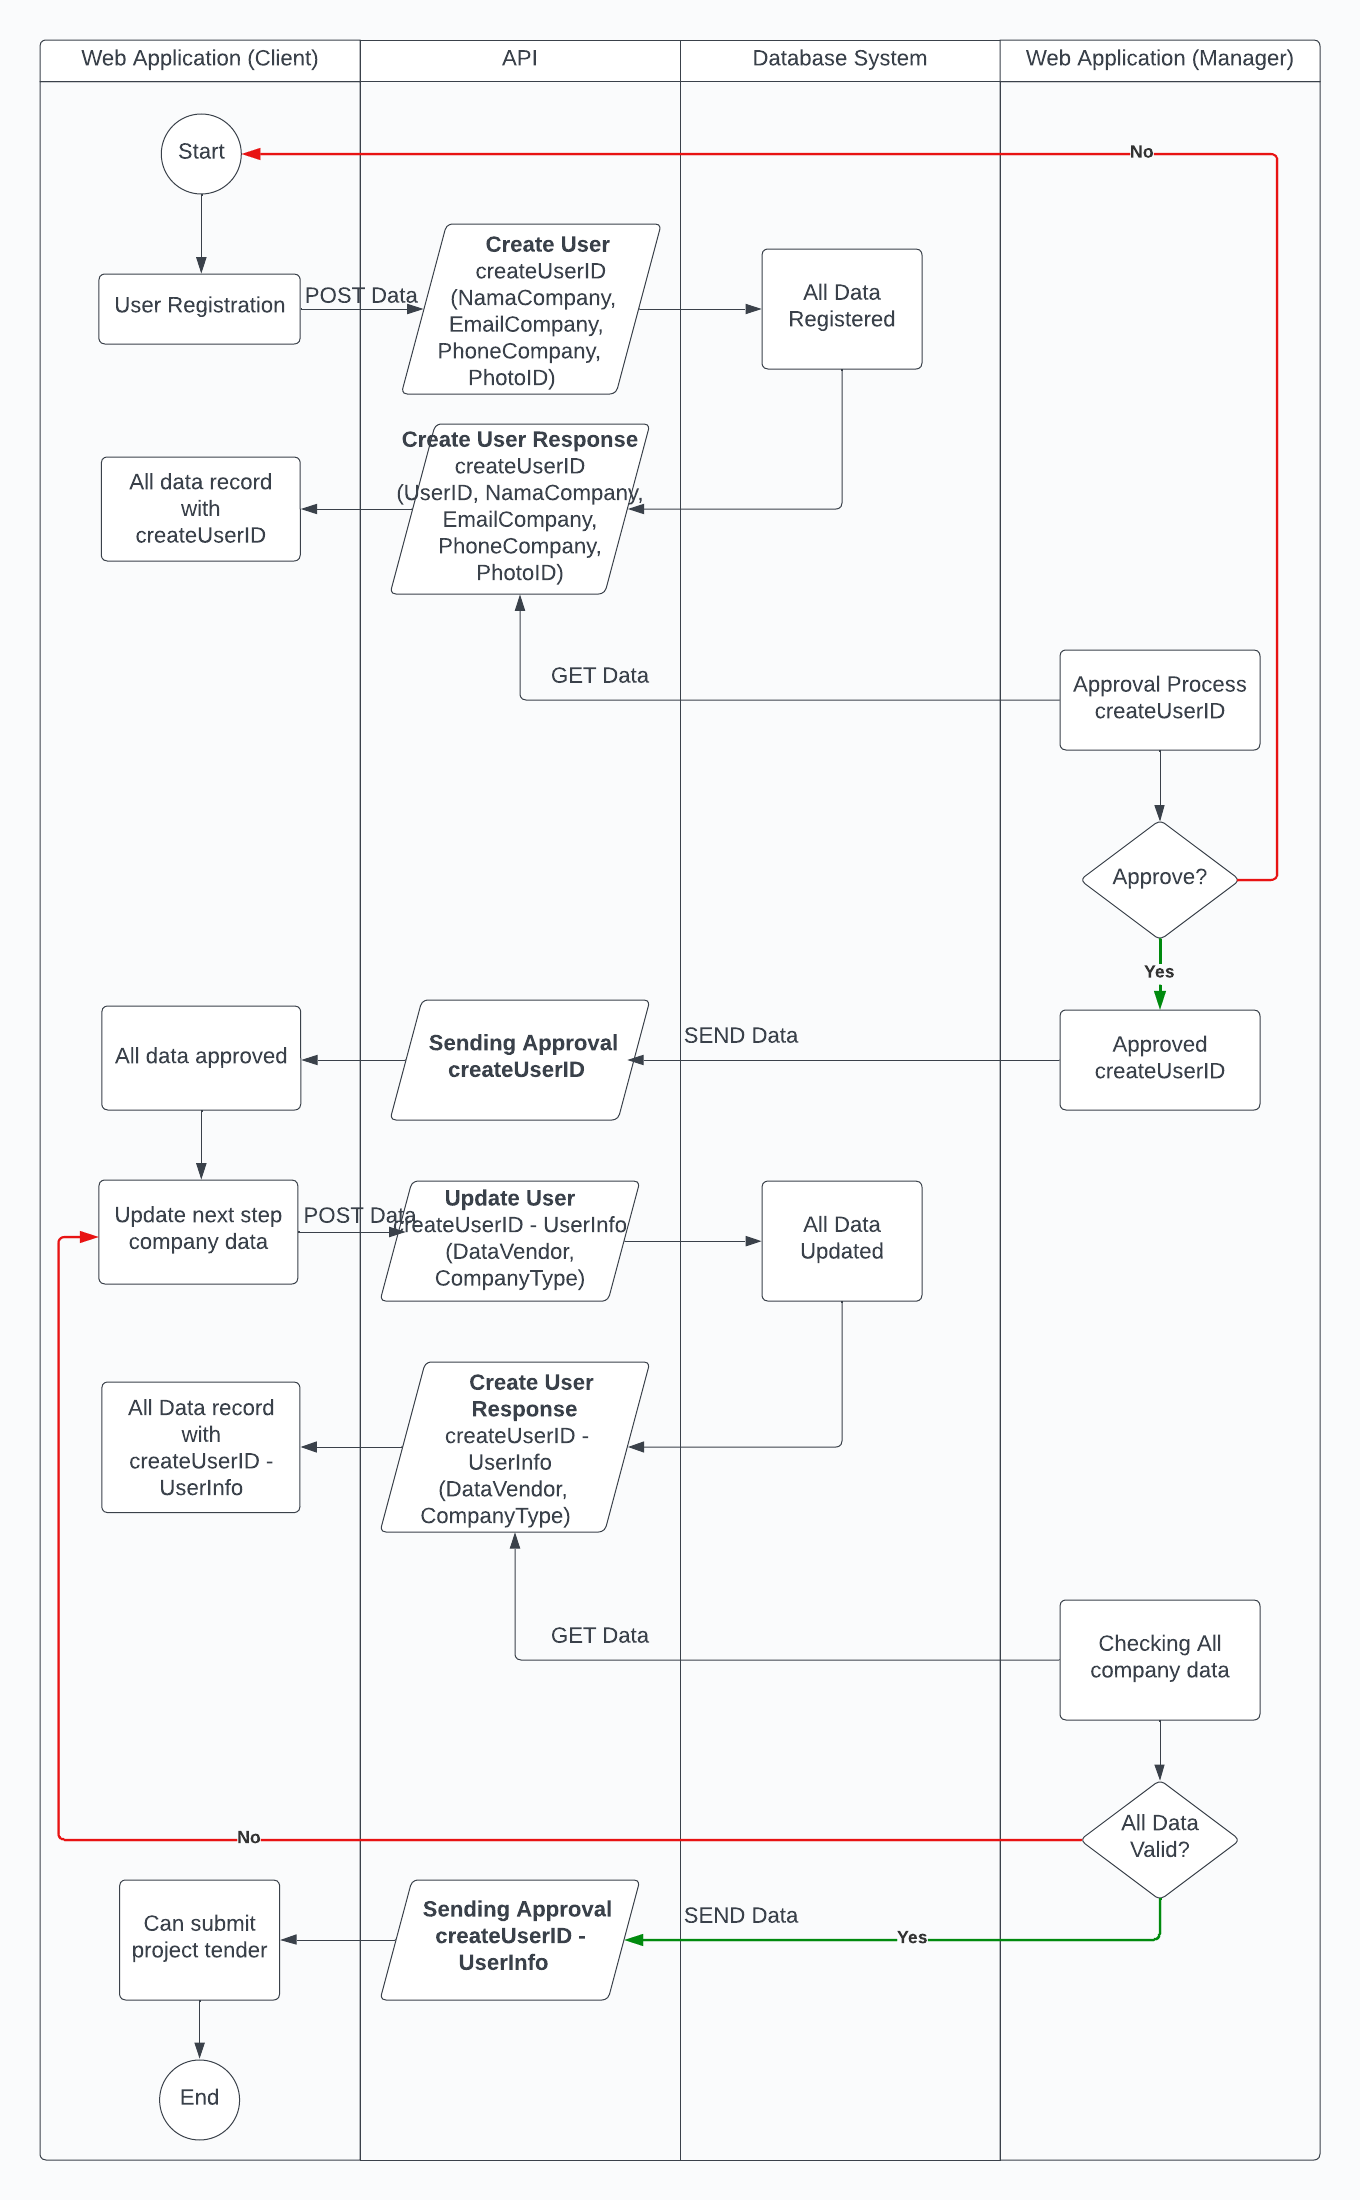 Web Application (Client)
API
Database System
Web Application (Manager)
Start
No
User Registration
POST Data
Create User
createUserID
(NamaCompany,
EmailCompany,
PhoneCompany,
PhotoID)
All Data
Registered
All data record
with
createUserID
Create User Response
createUserID
(UserID, NamaCompany,
EmailCompany,
PhoneCompany,
PhotoID)
GET Data
Approval Process
createUserID
Approve?
Yes
All data approved
Sending Approval
createUserID
SEND Data
Approved
createUserID
Update next step
company data
POST Data
Update User
createUserID - UserInfo
(DataVendor,
CompanyType)
All Data
Updated
All Data record
with
createUserID -
UserInfo
Create User
Response
createUserID -
UserInfo
(DataVendor,
CompanyType)
GET Data
Checking All
company data
All Data
Valid?
No
Can submit
project tender
Sending Approval
createUserID -
UserInfo
SEND Data
Yes
End